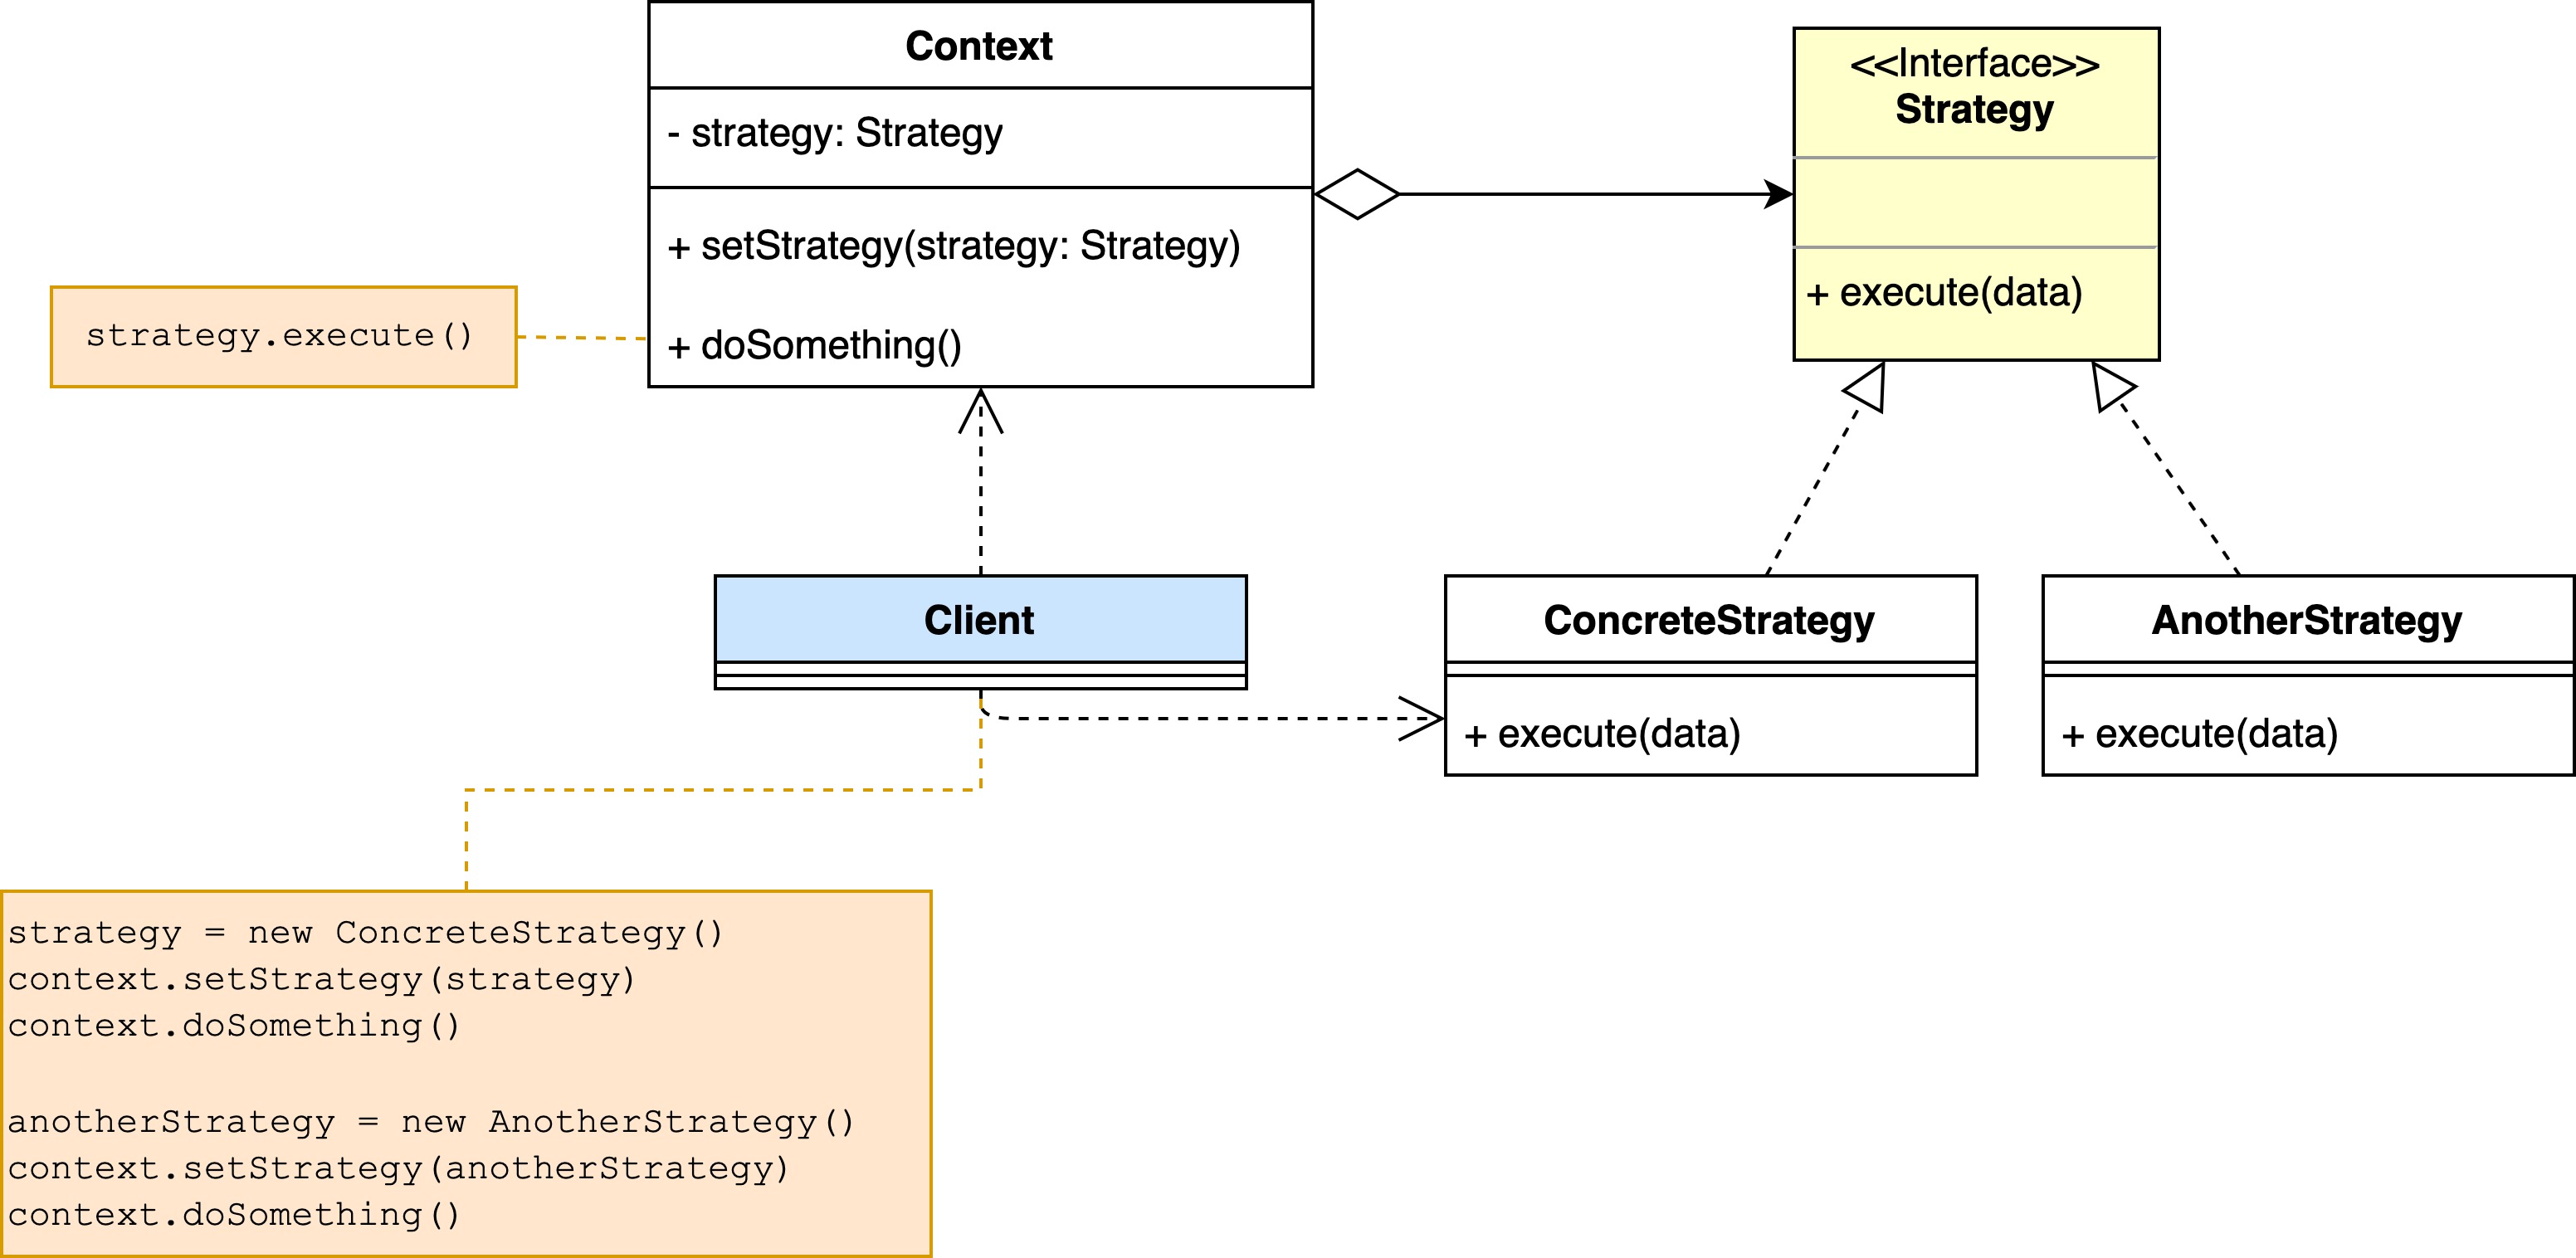 Context
- strategy: Strategy
+ setStrategy(strategy: Strategy)
+ doSomething()
<<Interface>>
Strategy
+ execute(data)
strategy.execute()
Client
ConcreteStrategy
+ execute(data)
AnotherStrategy
+ execute(data)
strategy = new ConcreteStrategy()
context.setStrategy(strategy)
context.doSomething()
anotherStrategy = new AnotherStrategy()
context.setStrategy(anotherStrategy)
context.doSomething()